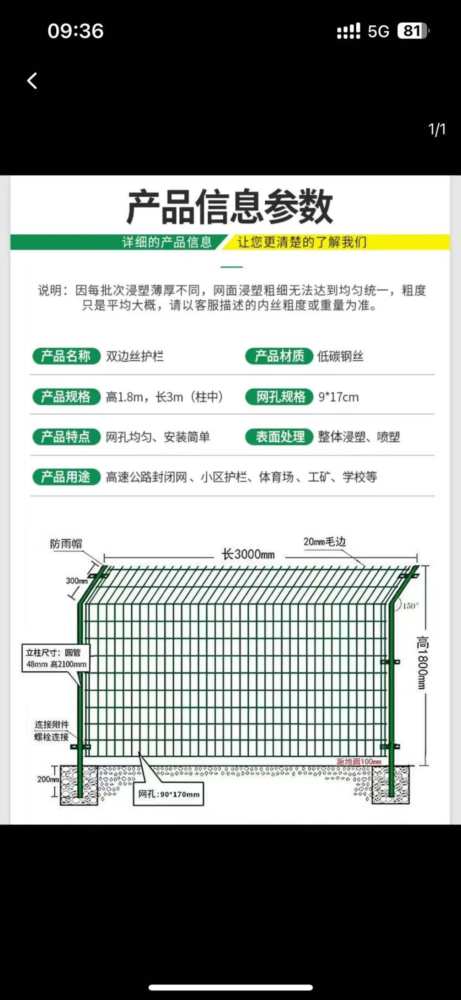 09:36
5G 81
1/1
产品信息参数
详细的产品信息 让您更清楚的了解我们
说明：因每批次浸塑薄厚不同，网面浸塑粗细无法达到均匀统一，粗度
只是平均大概，请以客服描述的内丝粗度或重量为准。
产品名称 双边丝护栏 产品材质 低碳钢丝
产品规格 高1.8m，长3m（柱中） 网孔规格 9*17cm
产品特点 网孔均匀、安装简单 表面处理 整体浸塑、喷塑
产品用途 高速公路封闭网、小区护栏、体育场、工矿、学校等
防雨帽
20mm毛边
长3000mm
300mm
150°
立柱尺寸：圆管
48mm 高2100mm
高1800mm
连接附件
螺栓连接
距地面100mm
200mm
网孔:90*170mm